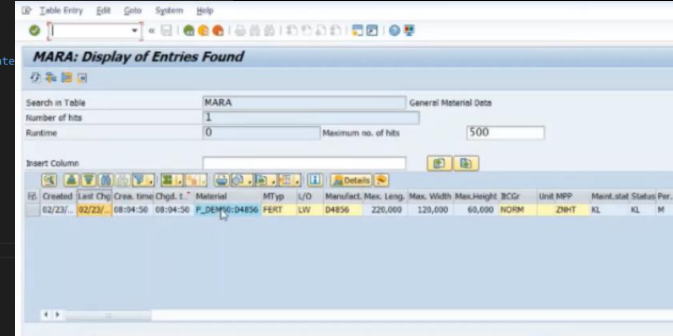 Table Entry Edit Goto System Help
MARA: Display of Entries Found
Search in Table MARA General Material Data
Number of hits 1
Runtime 0 Maximum no. of hits 500
Insert Column
Details
Created Last Chg Crea. time Chgd. t.. Material MTyp L/O Manufact. Max. Leng. Max. Width Max.Height BCGr Unit MPP Maint.stat Status Per.
02/23/.. 02/23/.. 08:04:50 08:04:50 FERT LW D4856 220,000 120,000 60,000 NORM ZNHT KL KL M